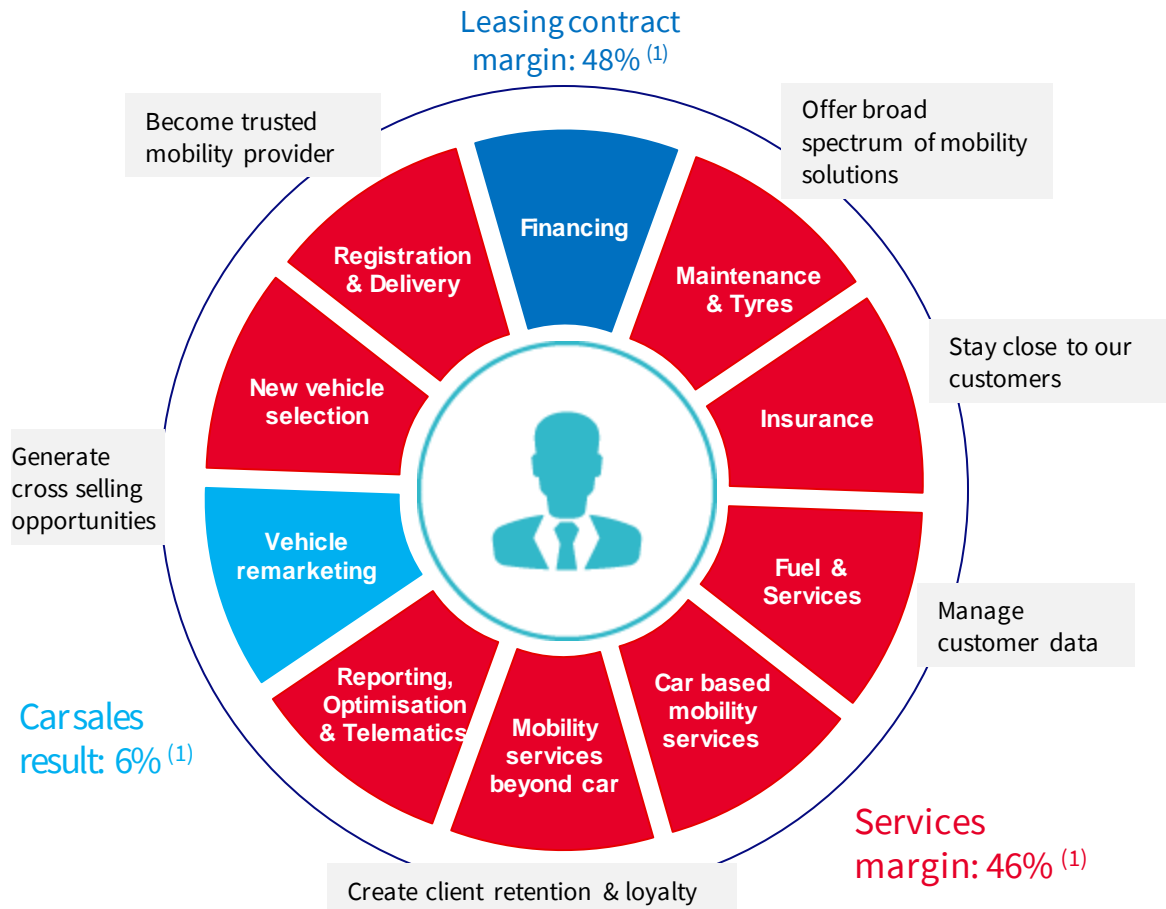 Leasing contract
margin: 48% (1)
Become trusted
mobility provider
Offer broad
spectrum of mobility
solutions
Financing
Registration
& Delivery
Maintenance
& Tyres
Stay close to our
customers
New vehicle
selection
Insurance
Generate
cross selling
opportunities
Vehicle
remarketing
Fuel &
Services
Manage
customer data
Reporting,
Optimisation
& Telematics
Mobility
services
beyond car
Car based
mobility
services
Car sales
result: 6% (1)
Services
margin: 46% (1)
Create client retention & loyalty